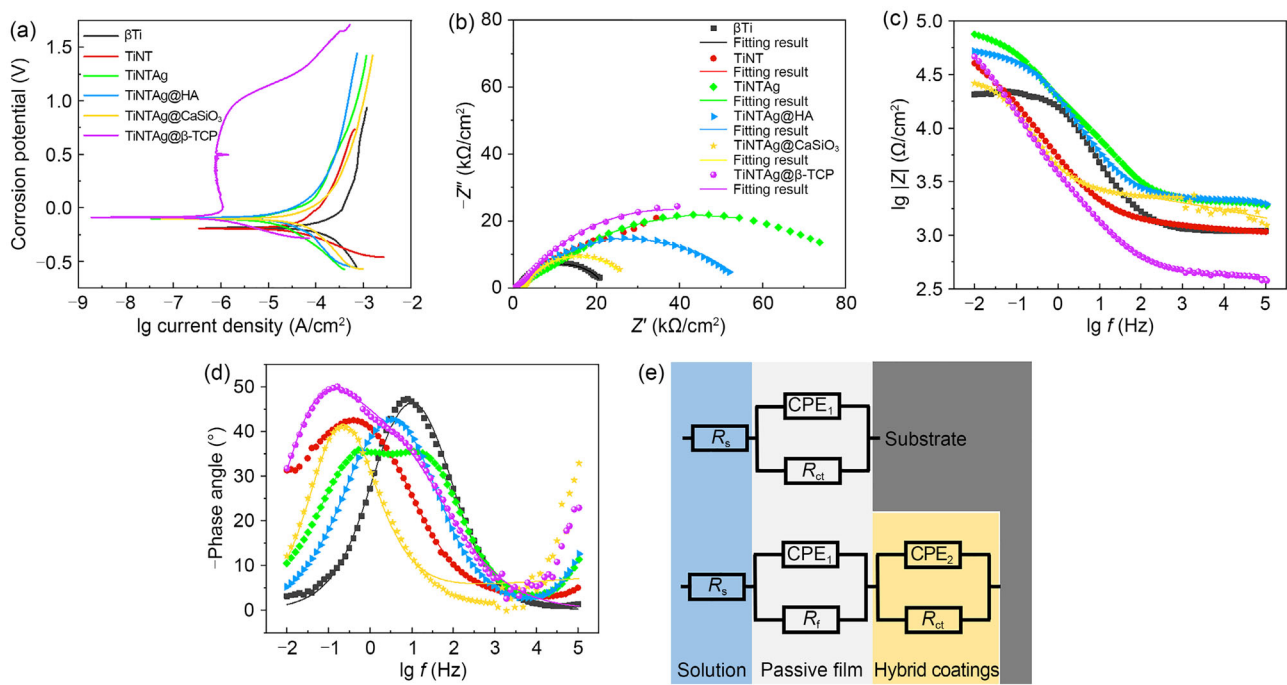 (a)
βTi
TiNT
TiNTAg
TiNTAg@HA
TiNTAg@CaSiO₃
TiNTAg@β-TCP
Corrosion potential (V)
1.5
1.0
0.5
0.0
−0.5
−9 −8 −7 −6 −5 −4 −3 −2
lg current density (A/cm²)
(b)
βTi
Fitting result
TiNT
Fitting result
TiNTAg
Fitting result
TiNTAg@HA
Fitting result
TiNTAg@CaSiO₃
Fitting result
TiNTAg@β-TCP
Fitting result
−Z″ (kΩ/cm²)
80
60
40
20
0
0 20 40 60 80
Z′ (kΩ/cm²)
(c)
lg |Z| (Ω/cm²)
5.0
4.5
4.0
3.5
3.0
2.5
−2 −1 0 1 2 3 4 5
lg f (Hz)
(d)
−Phase angle (°)
50
40
30
20
10
0
−2 −1 0 1 2 3 4 5
lg f (Hz)
(e)
CPE₁
Rₛ
Substrate
R_ct
CPE₁ CPE₂
Rₛ
R_f R_ct
Solution Passive film Hybrid coatings